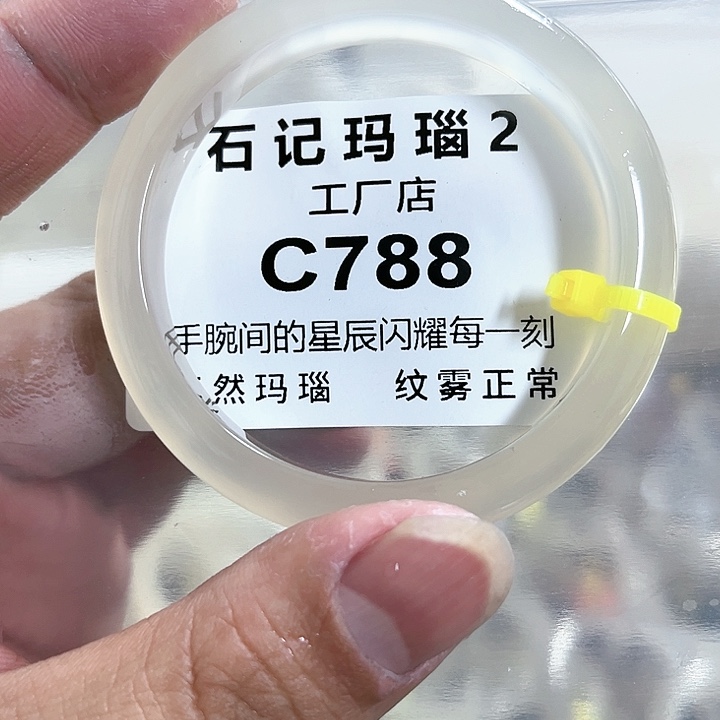 石记玛瑙2
工厂店
C788
手腕间的星辰闪耀每一刻
然玛瑙 纹雾正常